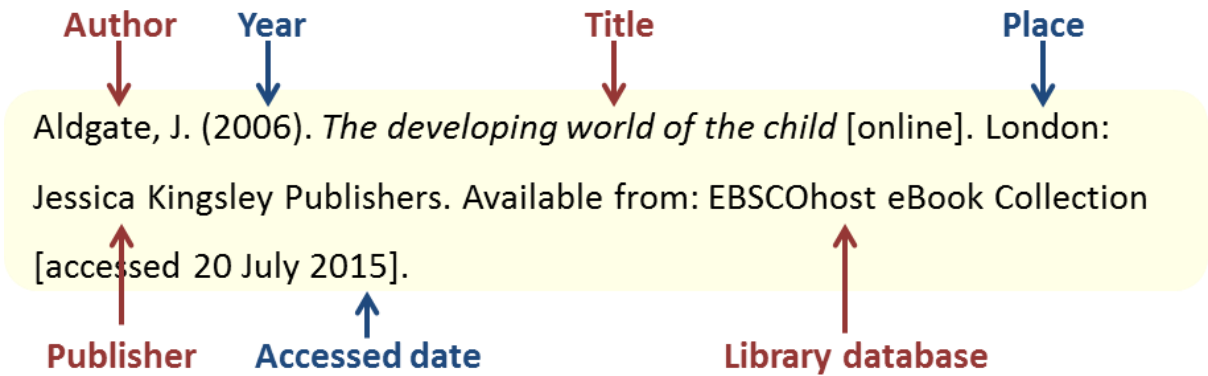 Author Year Title Place
Aldgate, J. (2006). The developing world of the child [online]. London:
Jessica Kingsley Publishers. Available from: EBSCOhost eBook Collection
[accessed 20 July 2015].
Publisher Accessed date Library database